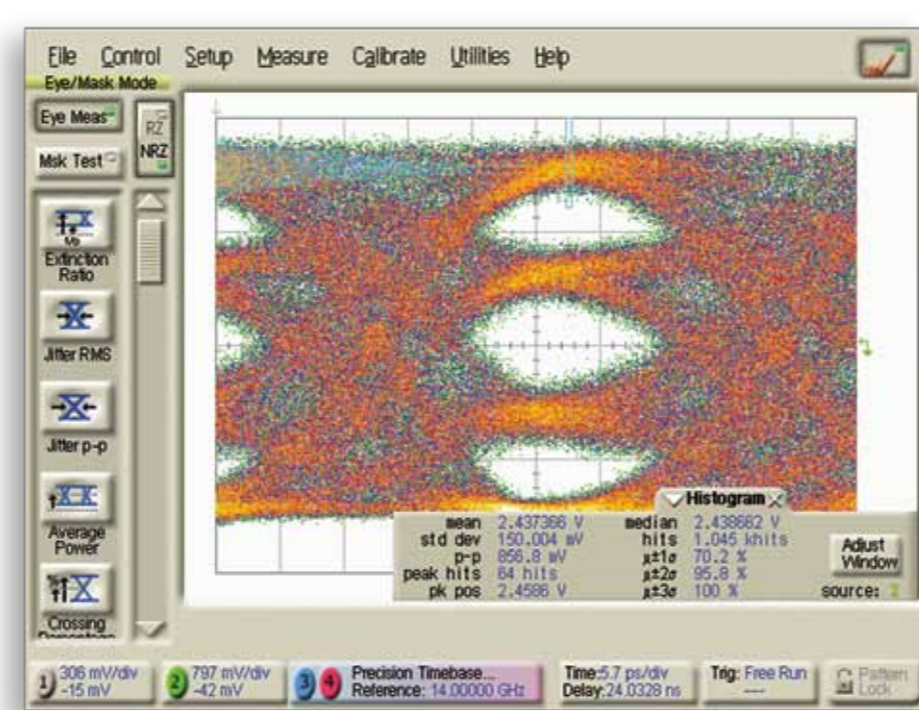 File Control Setup Measure Calibrate Utilities Help
Eye/Mask Mode
Eye Meas
Msk Test
RZ
NRZ
Extinction
Ratio
Jitter RMS
Jitter p-p
Average
Power
Crossing
Percentage
Histogram
mean 2.437366 V median 2.438662 V
std dev 150.004 mV hits 1.045 khits
p-p 856.8 mV µ±1σ 70.2 %
peak hits 64 hits µ±2σ 95.8 %
pk pos 2.4586 V µ±3σ 100 %
Adjust
Window
source: 2
1 306 mV/div
-15 mV
2 797 mV/div
-42 mV
3 4 Precision Timebase...
Reference: 14.00000 GHz
Time:5.7 ps/div
Delay:24.0328 ns
Trig: Free Run
----
Pattern
Lock